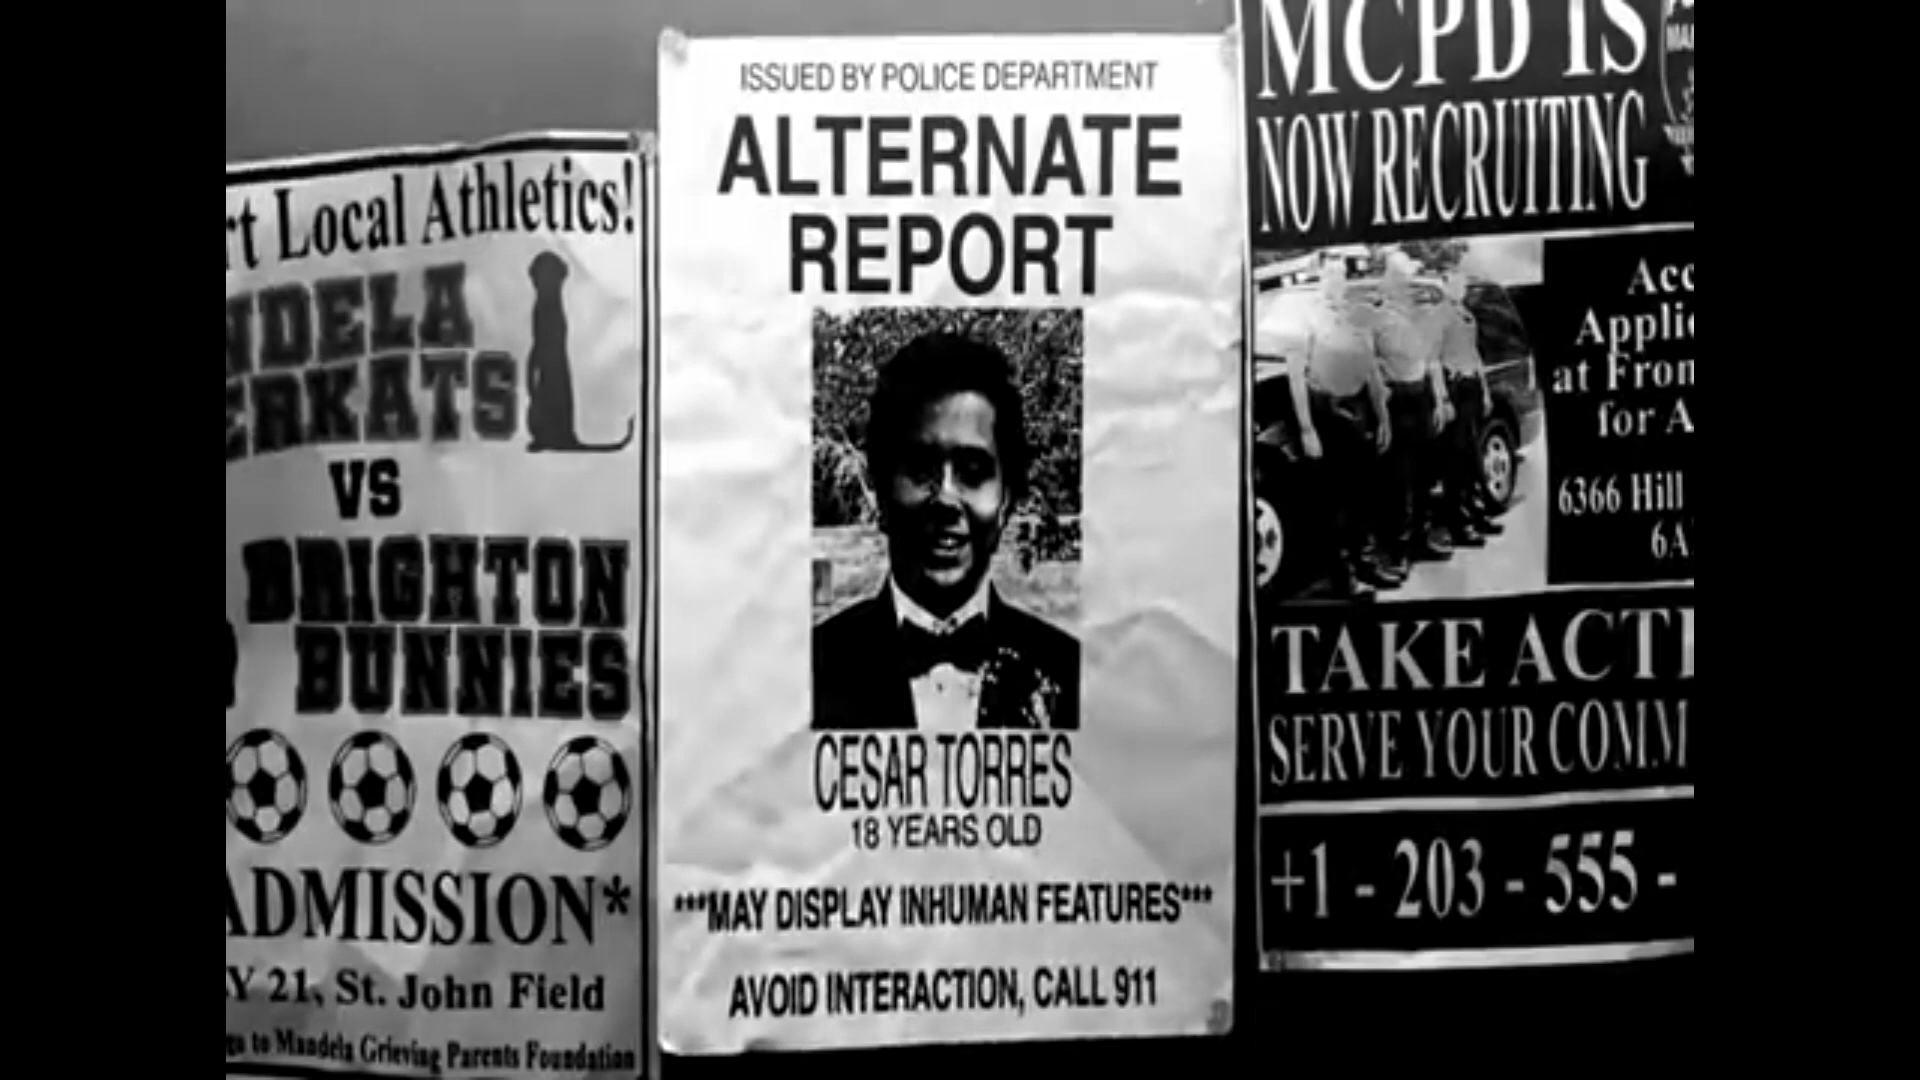 rt Local Athletics!
NDELA
ERKATS
VS
BRIGHTON
BUNNIES
ADMISSION*
Y 21, St. John Field
go to Mandela Grieving Parents Foundation
ISSUED BY POLICE DEPARTMENT
ALTERNATE
REPORT
CESAR TORRES
18 YEARS OLD
***MAY DISPLAY INHUMAN FEATURES***
AVOID INTERACTION, CALL 911
MCPD IS
NOW RECRUITING
Acc
Applic
at Fron
for A
6366 Hill
6A
TAKE ACTI
SERVE YOUR COMM
+1 - 203 - 555 -